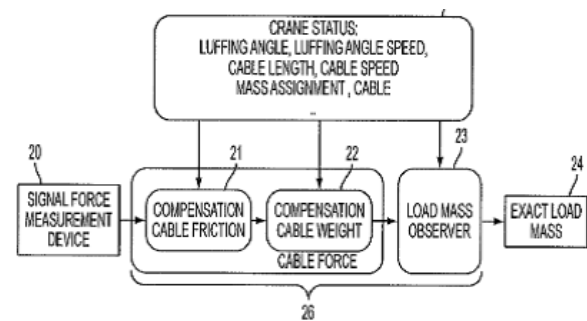 CRANE STATUS:
LUFFING ANGLE, LUFFING ANGLE SPEED,
CABLE LENGTH, CABLE SPEED
MASS ASSIGNMENT , CABLE
20
SIGNAL FORCE
MEASUREMENT
DEVICE
21
COMPENSATION
CABLE FRICTION
22
COMPENSATION
CABLE WEIGHT
CABLE FORCE
23
LOAD MASS
OBSERVER
24
EXACT LOAD
MASS
26